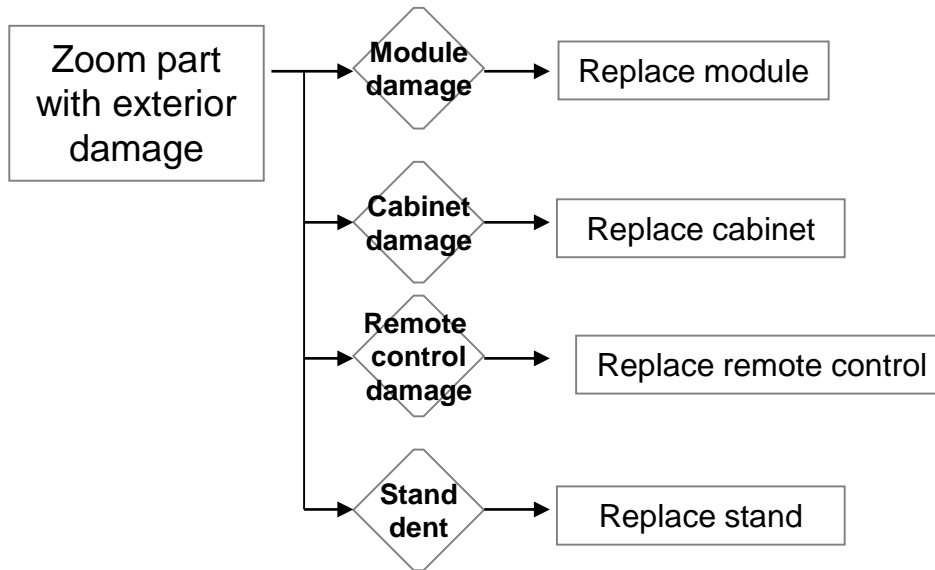 Zoom part
with exterior
damage
Module
damage
Replace module
Cabinet
damage
Replace cabinet
Remote
control
damage
Replace remote control
Stand
dent
Replace stand